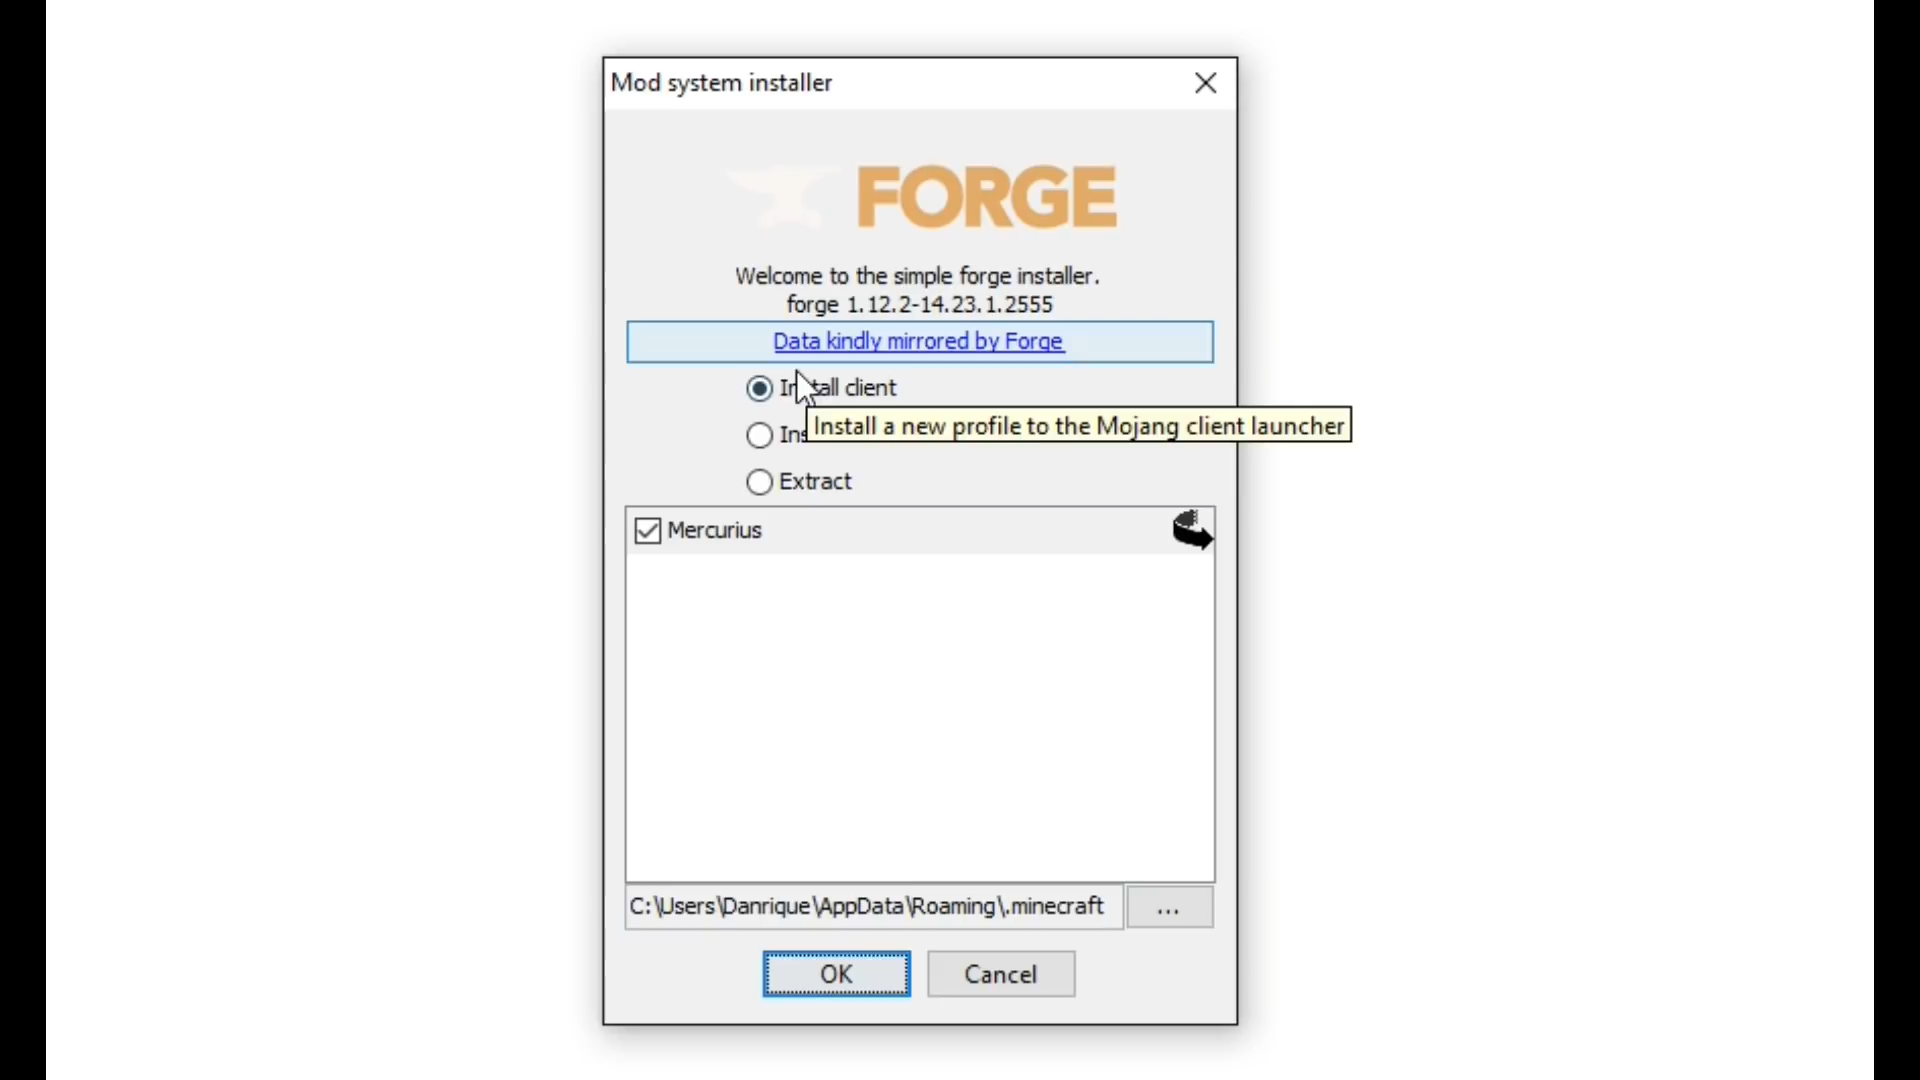 Mod system installer
FORGE
Welcome to the simple forge installer.
forge 1.12.2-14.23.1.2555
Data kindly mirrored by Forge
client
Install a new profile to the Mojang client launcher
Extract
Mercurius
C:\Users\Danrique\AppData\Roaming\.minecraft
...
OK
Cancel